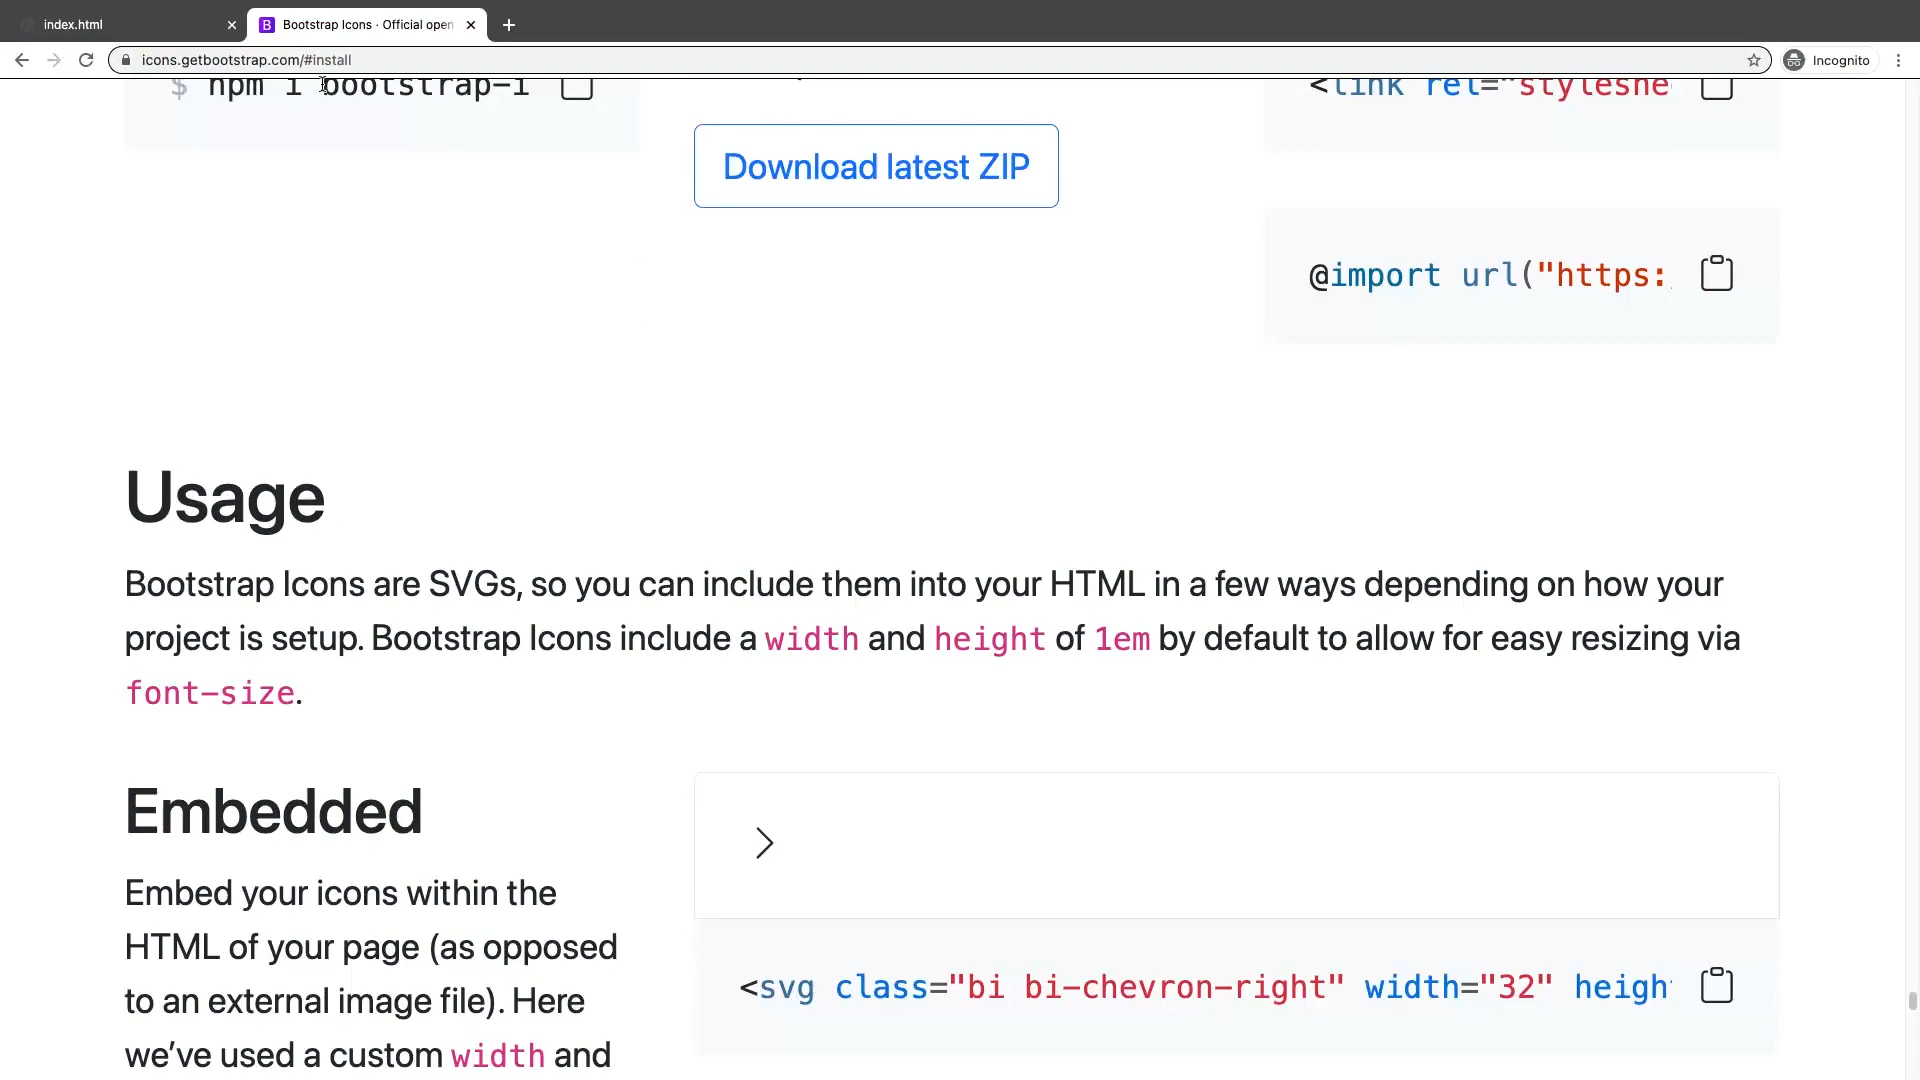 index.html
Bootstrap Icons · Official open
icons.getbootstrap.com/#install
Incognito
$ npm i bootstrap-i
<link rel="styleshe
Download latest ZIP
@import url("https:
Usage
Bootstrap Icons are SVGs, so you can include them into your HTML in a few ways depending on how your
project is setup. Bootstrap Icons include a width and height of 1em by default to allow for easy resizing via
font-size.
Embedded
Embed your icons within the
HTML of your page (as opposed
to an external image file). Here
we’ve used a custom width and
<svg class="bi bi-chevron-right" width="32" heigh